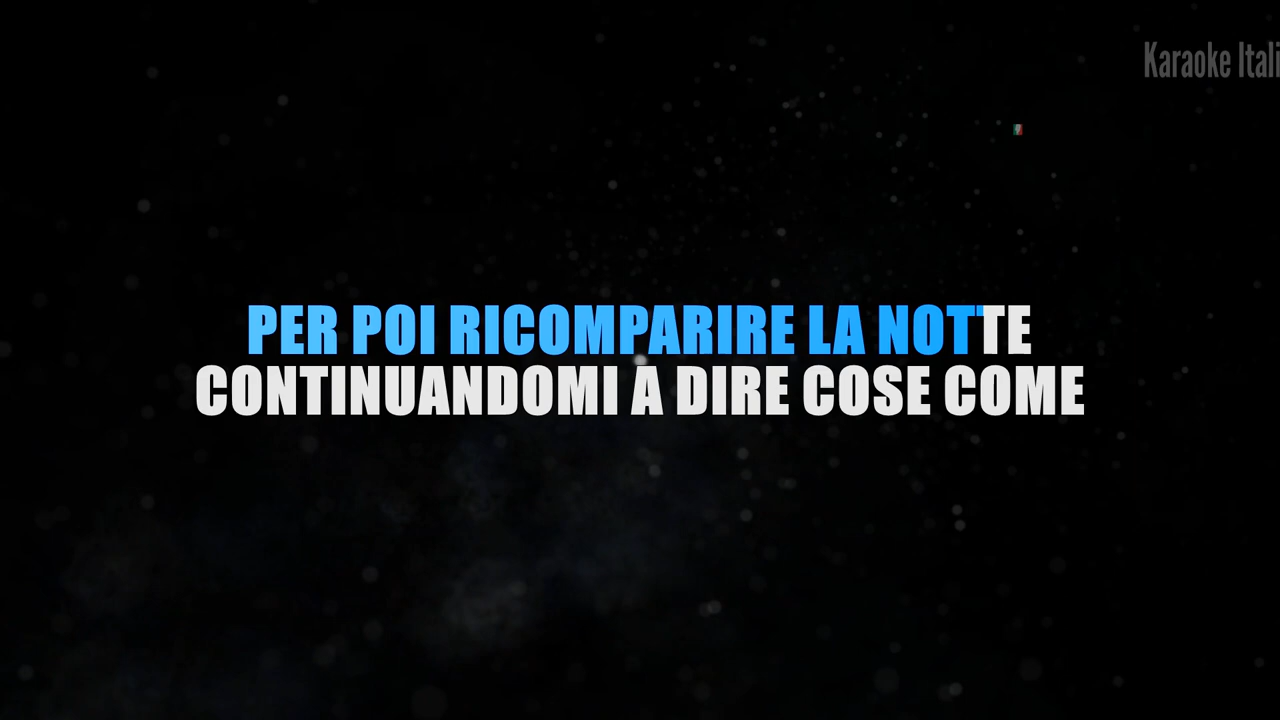 Karaoke Itali
PER POI RICOMPARIRE LA NOTTE
CONTINUANDOMI A DIRE COSE COME